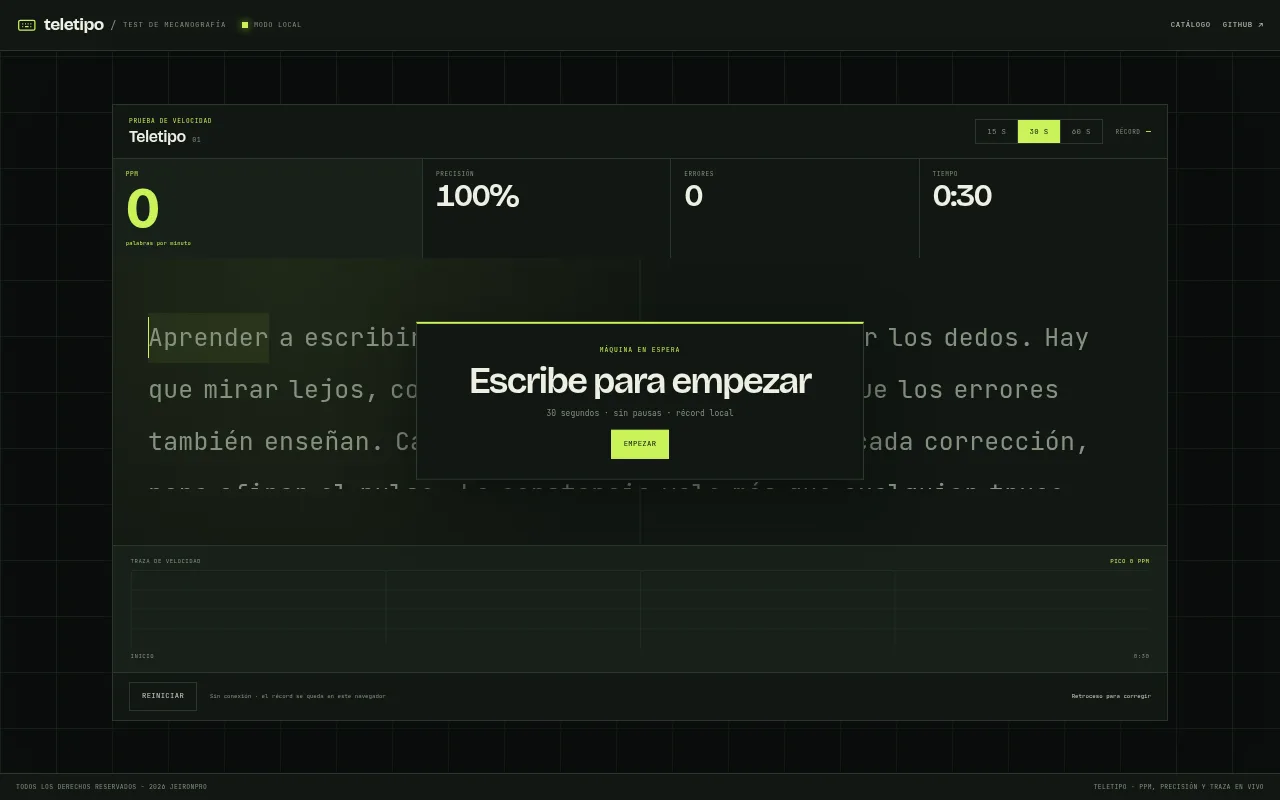 teletipo / TEST DE MECANOGRAFÍA MODO LOCAL
CATÁLOGO GITHUB ↗
PRUEBA DE VELOCIDAD
Teletipo 01
15 S 30 S 60 S RÉCORD —
PPM
0
palabras por minuto
PRECISIÓN
100%
ERRORES
0
TIEMPO
0:30
Aprender a escribir los dedos. Hay
que mirar lejos, los errores
también enseñan. cada corrección,
MÁQUINA EN ESPERA
Escribe para empezar
30 segundos · sin pausas · récord local
EMPEZAR
TRAZA DE VELOCIDAD
PICO 0 PPM
INICIO
0:30
REINICIAR
Sin conexión · el récord se queda en este navegador
Retroceso para corregir
TODOS LOS DERECHOS RESERVADOS - 2026 JEIRONPRO
TELETIPO · PPM, PRECISIÓN Y TRAZA EN VIVO